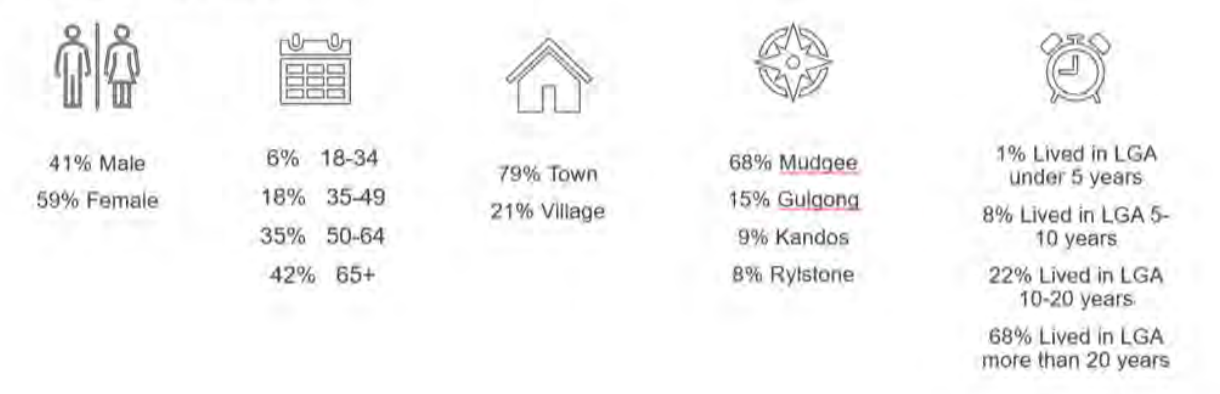 41% Male
59% Female
6% 18-34
18% 35-49
35% 50-64
42% 65+
79% Town
21% Village
68% Mudgee
15% Gulgong
9% Kandos
8% Rylstone
1% Lived in LGA
under 5 years
8% Lived in LGA 5-
10 years
22% Lived in LGA
10-20 years
68% Lived in LGA
more than 20 years